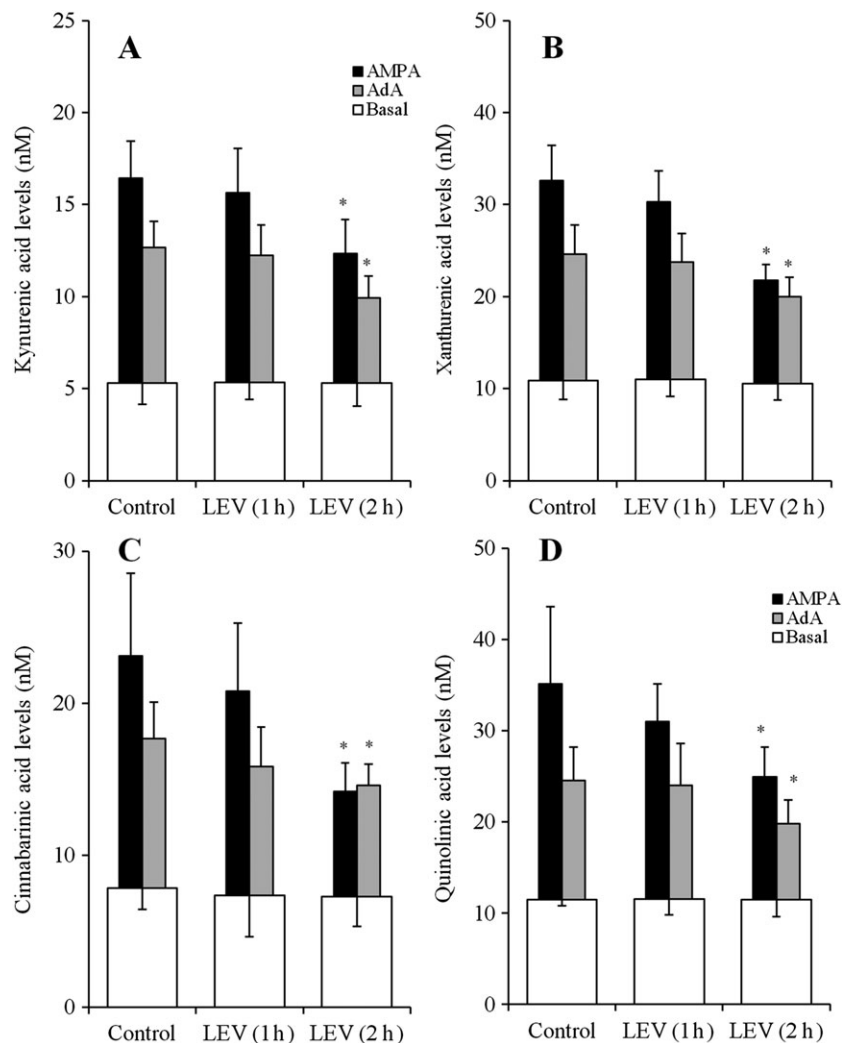 A
AMPA
AdA
Basal
Kynurenic acid levels (nM)
25
20
15
10
5
0
*
*
Control
LEV (1 h)
LEV (2 h)
B
Xanthurenic acid levels (nM)
50
40
30
20
10
0
*
*
Control
LEV (1 h)
LEV (2 h)
C
Cinnabarinic acid levels (nM)
30
20
10
0
*
*
Control
LEV (1 h)
LEV (2 h)
D
AMPA
AdA
Basal
Quinolinic acid levels (nM)
50
40
30
20
10
0
*
*
Control
LEV (1 h)
LEV (2 h)